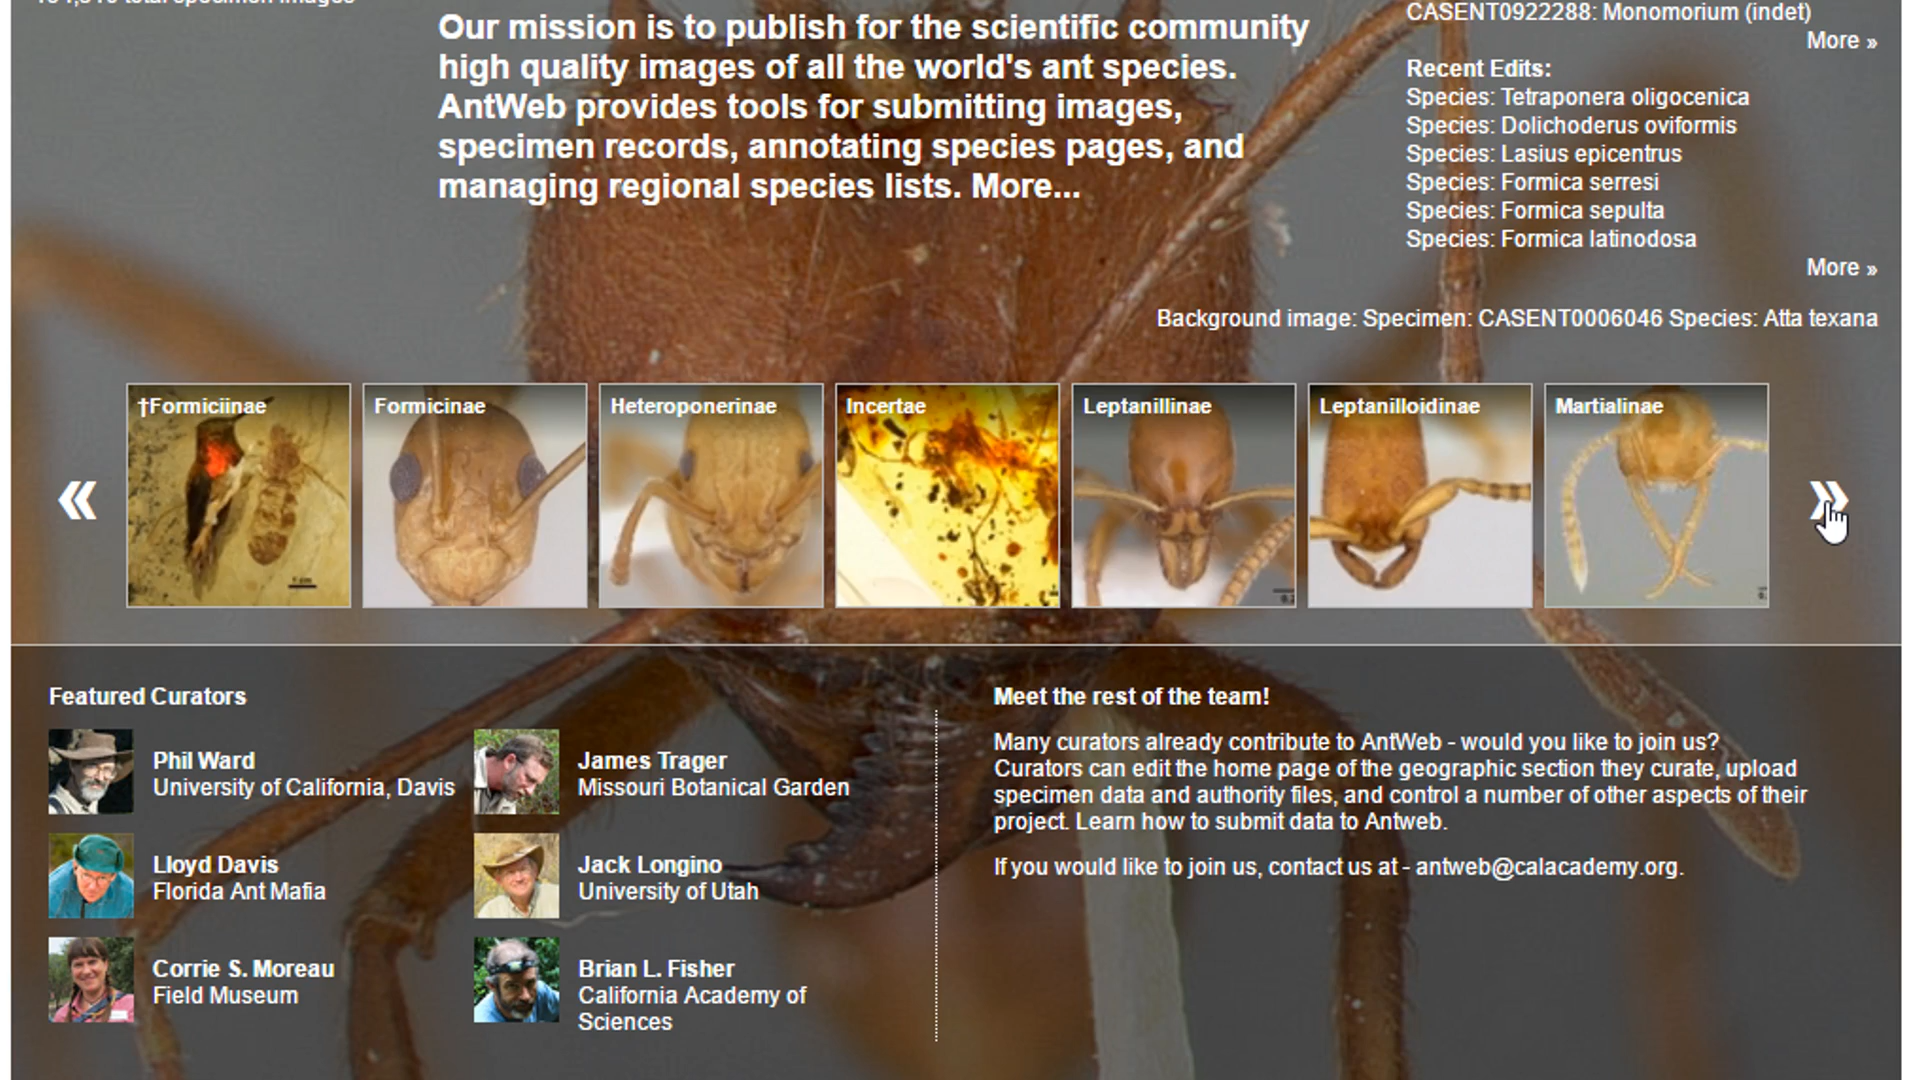 total specimen images
Our mission is to publish for the scientific community
high quality images of all the world's ant species.
AntWeb provides tools for submitting images,
specimen records, annotating species pages, and
managing regional species lists. More...
CASENT0922288: Monomorium (indet)
More »
Recent Edits:
Species: Tetraponera oligocenica
Species: Dolichoderus oviformis
Species: Lasius epicentrus
Species: Formica serresi
Species: Formica sepulta
Species: Formica latinodosa
More »
Background image: Specimen: CASENT0006046 Species: Atta texana
†Formiciinae
Formicinae
Heteroponerinae
Incertae
Leptanillinae
Leptanilloidinae
Martialinae
Featured Curators
Phil Ward
University of California, Davis
James Trager
Missouri Botanical Garden
Lloyd Davis
Florida Ant Mafia
Jack Longino
University of Utah
Corrie S. Moreau
Field Museum
Brian L. Fisher
California Academy of
Sciences
Meet the rest of the team!
Many curators already contribute to AntWeb - would you like to join us?
Curators can edit the home page of the geographic section they curate, upload
specimen data and authority files, and control a number of other aspects of their
project. Learn how to submit data to Antweb.
If you would like to join us, contact us at - antweb@calacademy.org.